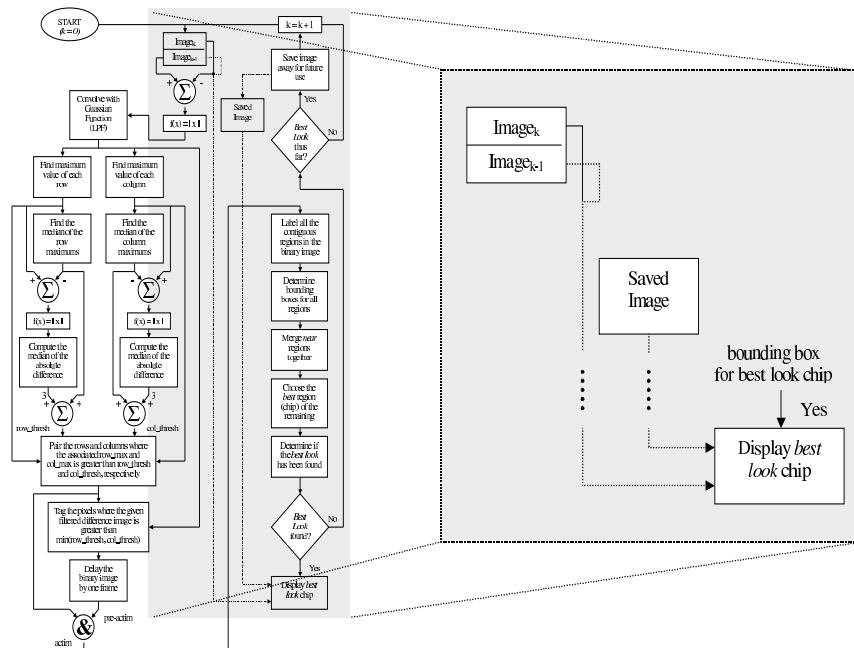 START
(k=0)
k = k + 1
Image_k
Image_k-1
+
-
Σ
f(x) = | x |
Save image
away for future
use
Yes
Saved
Image
Best
Look
thus
far?
No
Convolve with
Guassian
Function
(LPF)
Find maximum
value of each
row
Find maximum
value of each
column
Find the
median of the
row
maximums
Find the
median of the
column
maximums
+
-
Σ
+
-
Σ
f(x) = | x |
f(x) = | x |
Compute the
median of the
absolute
difference
Compute the
median of the
absolute
difference
3
+
+
Σ
3
+
+
Σ
row_thresh
col_thresh
Pair the rows and columns where
the associated row_max and
col_max is greater than row_thresh
and col_thresh, respectively
Tag the pixels where the given
filtered difference image is
greater than
min(row_thresh, col_thresh)
Delay the
binary image
by one frame
&
pre-actim
actim
Label all the
contiguous
regions in the
binary image
Determine
bounding
boxes for all
regions
Merge near
regions
together
Choose the
best region
(chip) of the
remaining
Determine if
the best look
has been found
Best
Look
found?
No
Yes
Display best
look chip
Image_k
Image_k-1
Saved
Image
bounding box
for best look chip
Yes
Display best
look chip